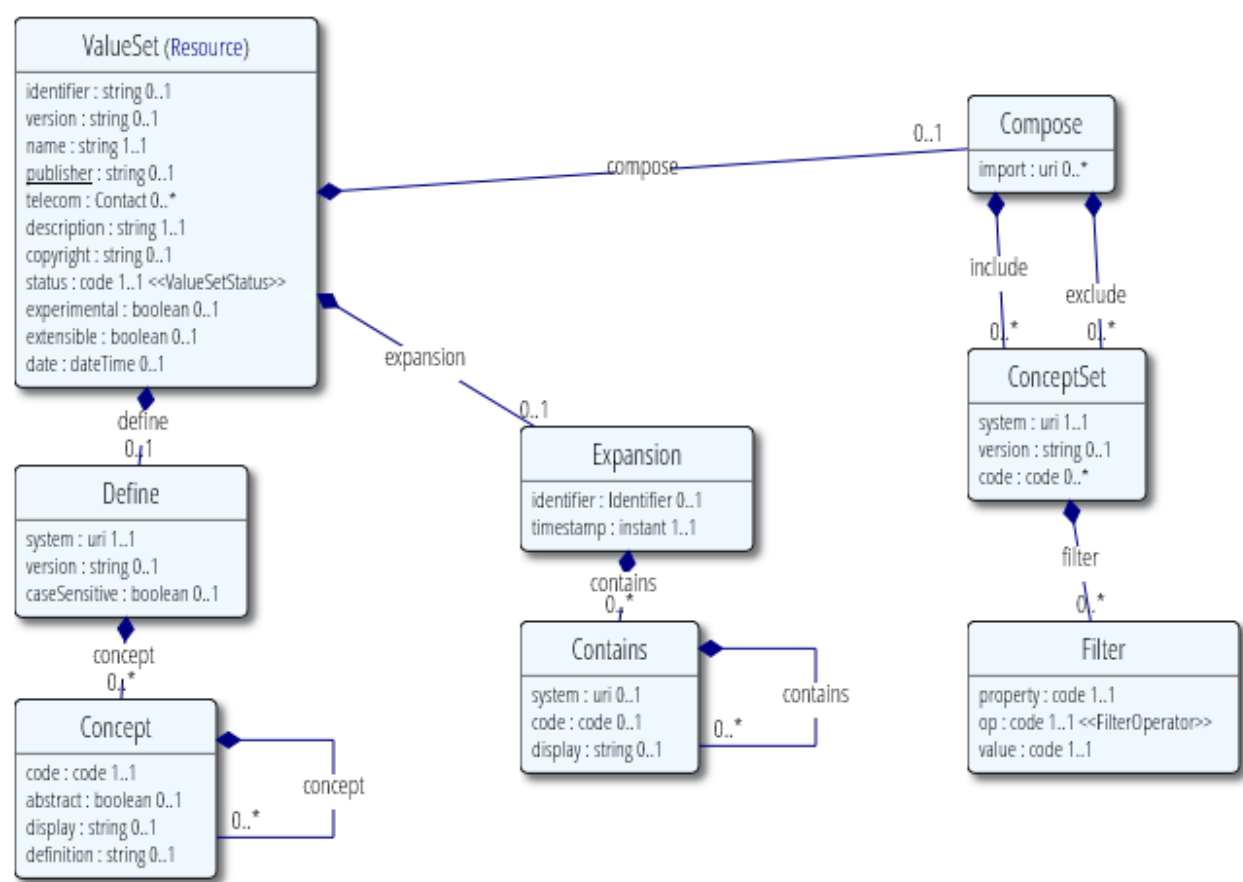 ValueSet (Resource)
identifier : string 0..1
version : string 0..1
name : string 1..1
publisher : string 0..1
telecom : Contact 0..*
description : string 1..1
copyright : string 0..1
status : code 1..1 <<ValueSetStatus>>
experimental : boolean 0..1
extensible : boolean 0..1
date : dateTime 0..1
compose
0..1
Compose
import : uri 0..*
include
0..*
exclude
0..*
ConceptSet
system : uri 1..1
version : string 0..1
code : code 0..*
filter
0..*
Filter
property : code 1..1
op : code 1..1 <<FilterOperator>>
value : code 1..1
expansion
0..1
Expansion
identifier : Identifier 0..1
timestamp : instant 1..1
contains
0..*
Contains
system : uri 0..1
code : code 0..1
display : string 0..1
contains
0..*
define
0..1
Define
system : uri 1..1
version : string 0..1
caseSensitive : boolean 0..1
concept
0..*
Concept
code : code 1..1
abstract : boolean 0..1
display : string 0..1
definition : string 0..1
concept
0..*